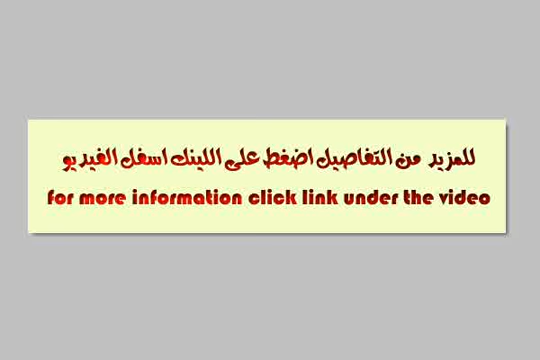 للمزيد من التفاصيل اضغط على اللينك اسفل الفيديو
for more information click link under the video